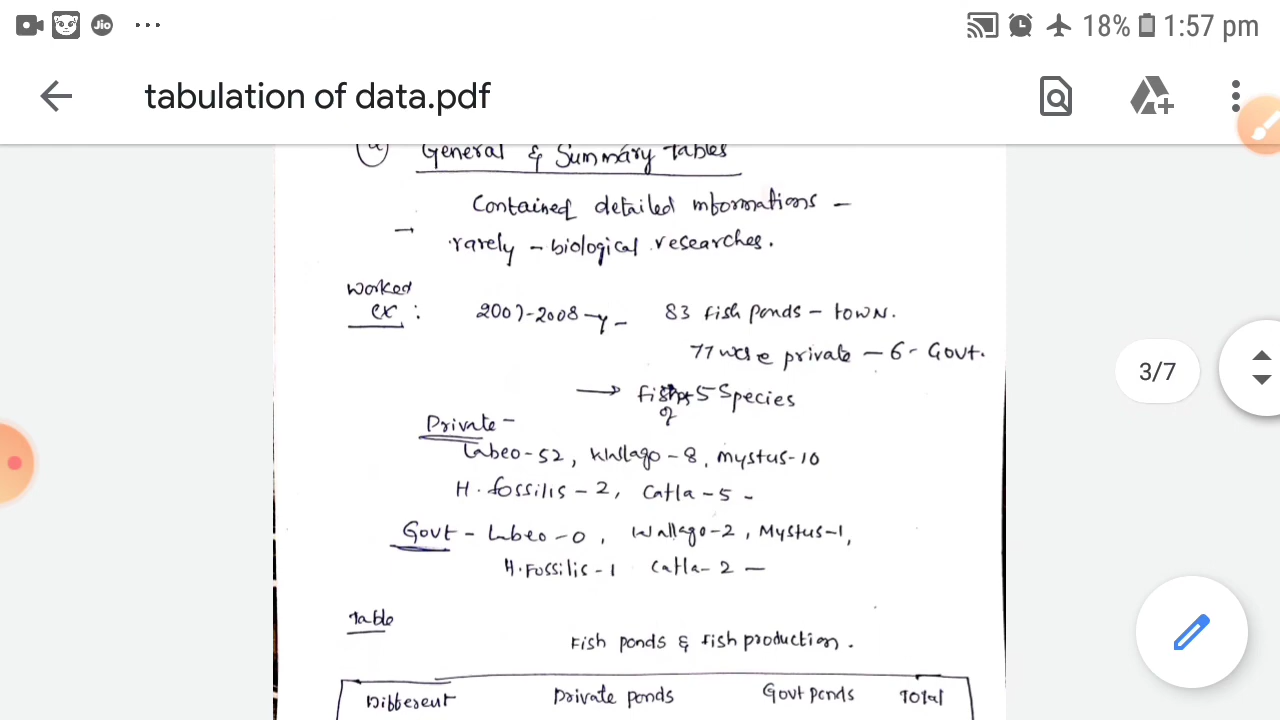 Jio ... 18% 1:57 pm
tabulation of data.pdf
General & Summary Tables
Contained detailed informations -
→ rarely - biological researches.
Worked
ex : 2007-2008-y- 83 fish ponds - town.
77 were private - 6 - Govt.
3/7
→ fish of 5 Species
Private -
Labeo-52, Wallago-8, Mystus-10
H. fossilis - 2, Catla - 5 -
Govt - Labeo-0, Wallago-2, Mystus-1,
H. Fossilis - 1 Catla - 2 -
Table
Fish ponds & fish production.
Different Private ponds Govt ponds Total